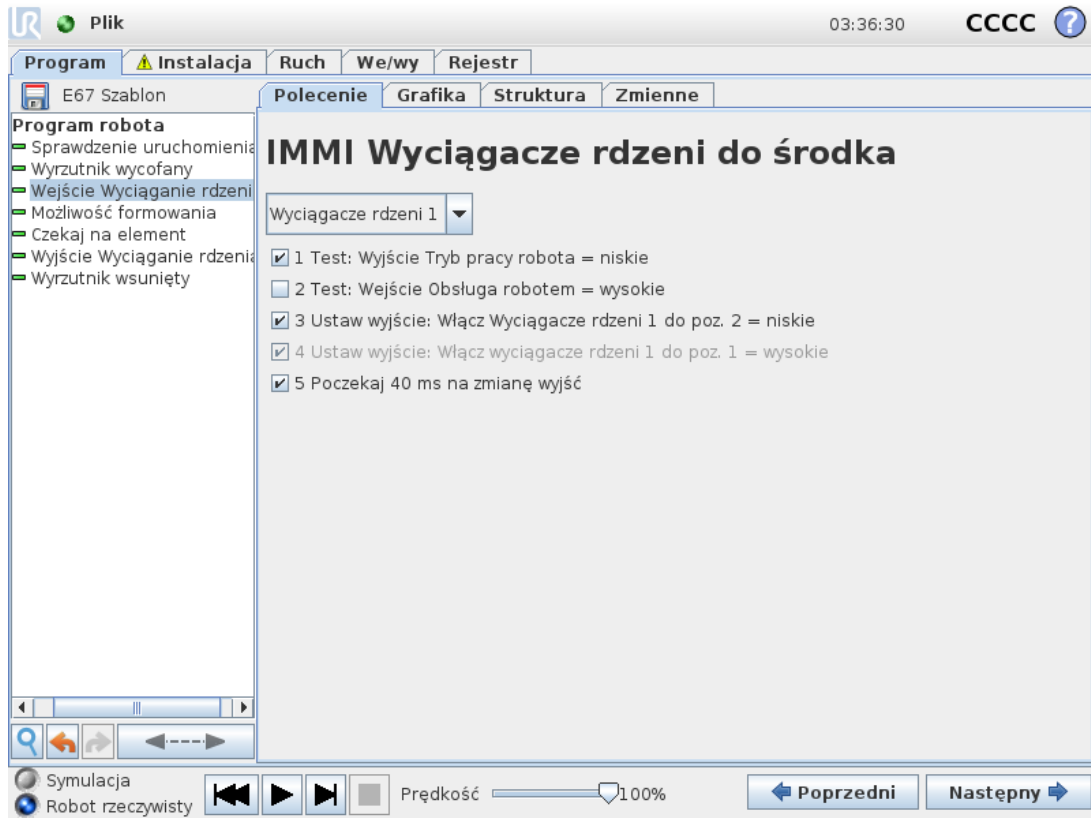 UR Plik 03:36:30 CCCC ?
Program Instalacja Ruch We/wy Rejestr
E67 Szablon Polecenie Grafika Struktura Zmienne
Program robota
Sprawdzenie uruchomienia
Wyrzutnik wycofany
Wejście Wyciąganie rdzeni
Możliwość formowania
Czekaj na element
Wyjście Wyciąganie rdzenia
Wyrzutnik wsunięty
IMMI Wyciągacze rdzeni do środka
Wyciągacze rdzeni 1
1 Test: Wyjście Tryb pracy robota = niskie
2 Test: Wejście Obsługa robotem = wysokie
3 Ustaw wyjście: Włącz Wyciągacze rdzeni 1 do poz. 2 = niskie
4 Ustaw wyjście: Włącz wyciągacze rdzeni 1 do poz. 1 = wysokie
5 Poczekaj 40 ms na zmianę wyjść
Symulacja
Robot rzeczywisty
Prędkość 100%
Poprzedni Następny